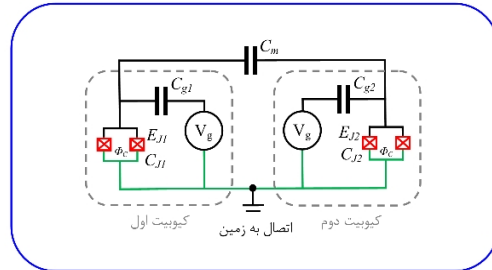 C_m
C_g1
C_g2
V_g
V_g
E_J1
Φ_C
C_J1
E_J2
Φ_C
C_J2
کیوبیت اول
کیوبیت دوم
اتصال به زمین